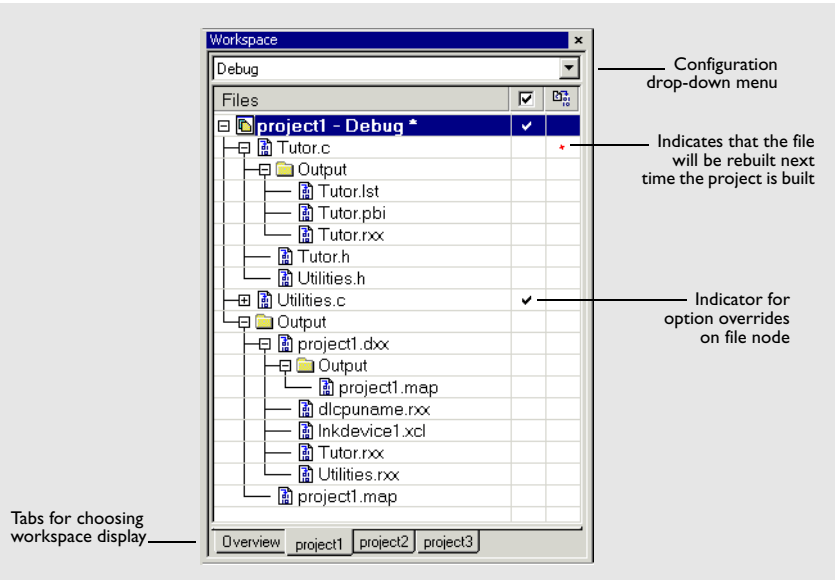 Workspace
Debug
Configuration
drop-down menu
Files
project1 - Debug *
Tutor.c
Indicates that the file
will be rebuilt next
time the project is built
Output
Tutor.lst
Tutor.pbi
Tutor.rxx
Tutor.h
Utilities.h
Utilities.c
Indicator for
option overrides
on file node
Output
project1.dxx
Output
project1.map
dlcpuname.rxx
lnkdevice1.xcl
Tutor.rxx
Utilities.rxx
project1.map
Tabs for choosing
workspace display
Overview project1 project2 project3